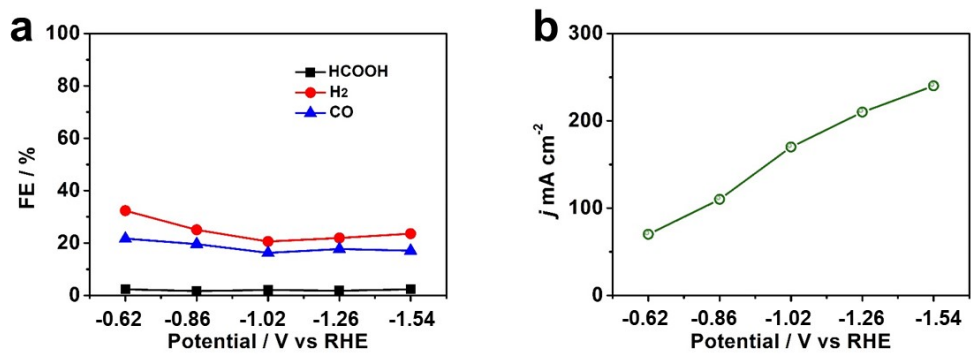 a
100
80
60
40
20
0
FE / %
HCOOH
H2
CO
-0.62 -0.86 -1.02 -1.26 -1.54
Potential / V vs RHE
b
300
200
100
0
j mA cm-2
-0.62 -0.86 -1.02 -1.26 -1.54
Potential / V vs RHE